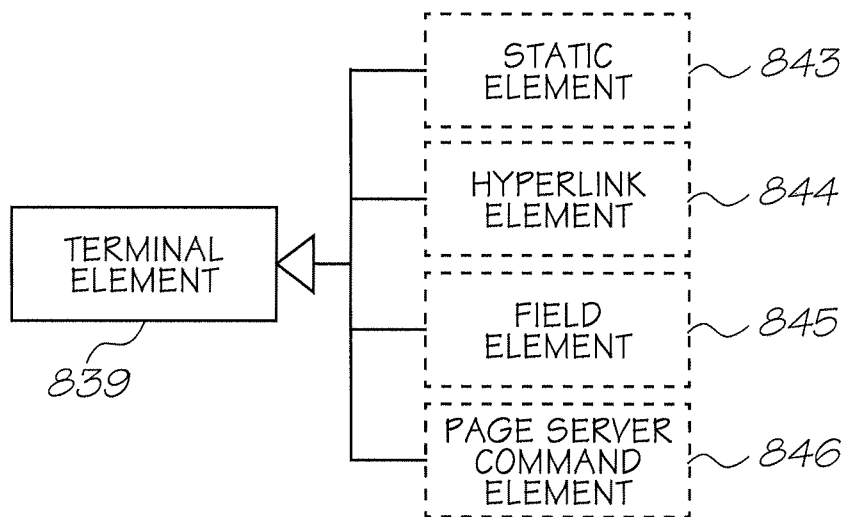 STATIC
ELEMENT
843
HYPERLINK
ELEMENT
844
TERMINAL
ELEMENT
839
FIELD
ELEMENT
845
PAGE SERVER
COMMAND
ELEMENT
846